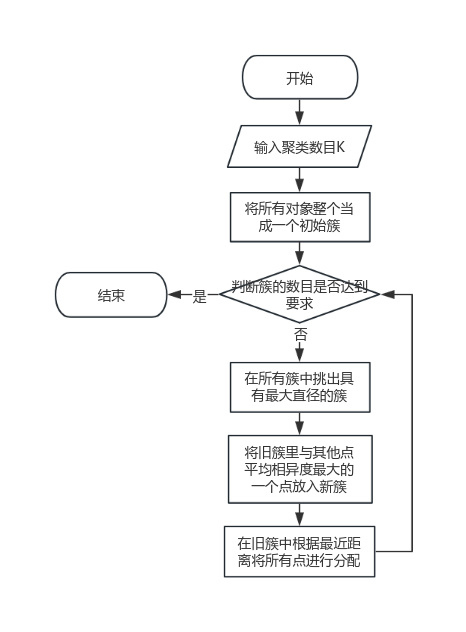 开始
输入聚类数目K
将所有对象整个当
成一个初始簇
判断簇的数目是否达到
要求
是
结束
否
在所有簇中挑出具
有最大直径的簇
将旧簇里与其他点
平均相异度最大的
一个点放入新簇
在旧簇中根据最近距
离将所有点进行分配